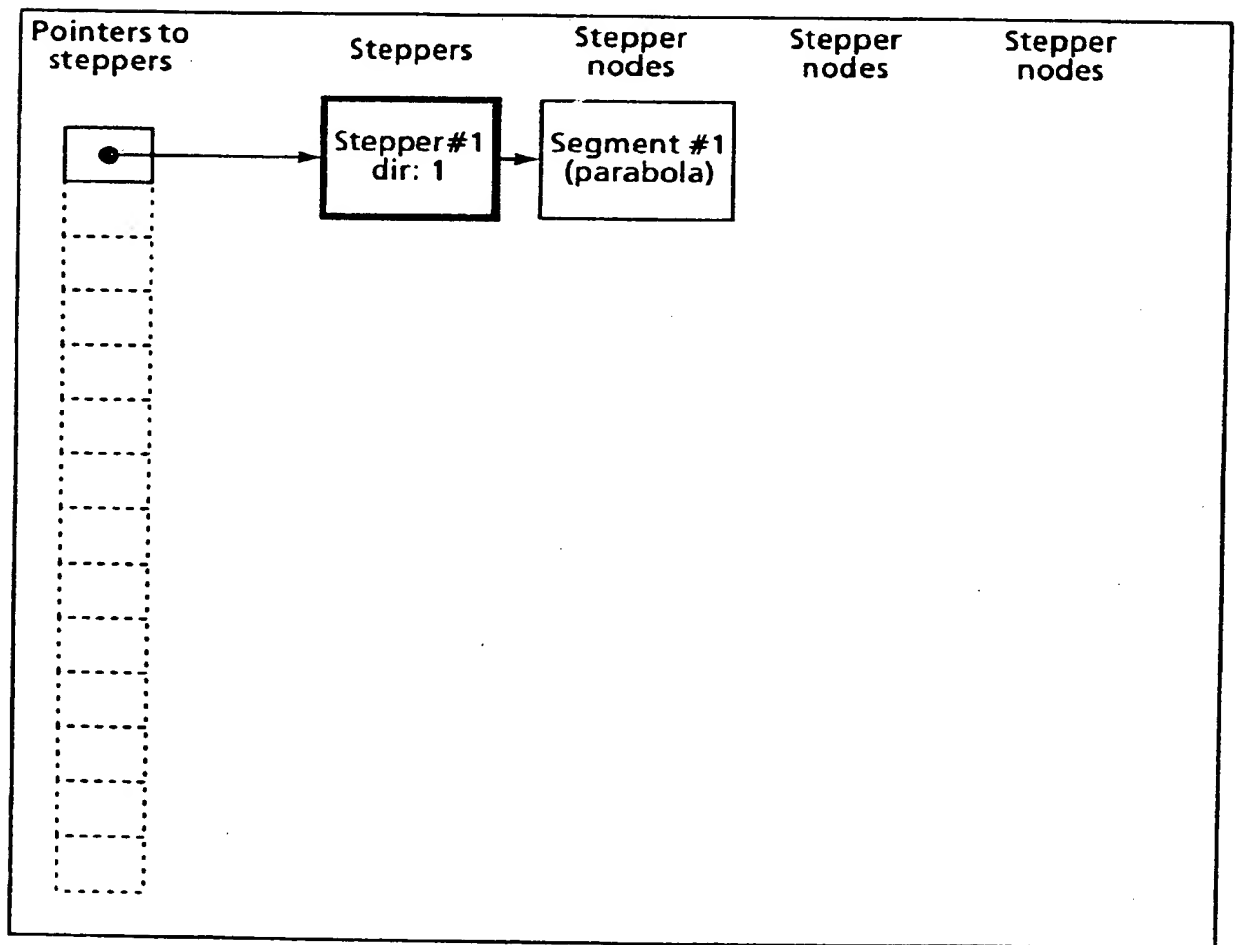 Pointers to
steppers
Steppers
Stepper
nodes
Stepper
nodes
Stepper
nodes
Stepper#1
dir: 1
Segment #1
(parabola)